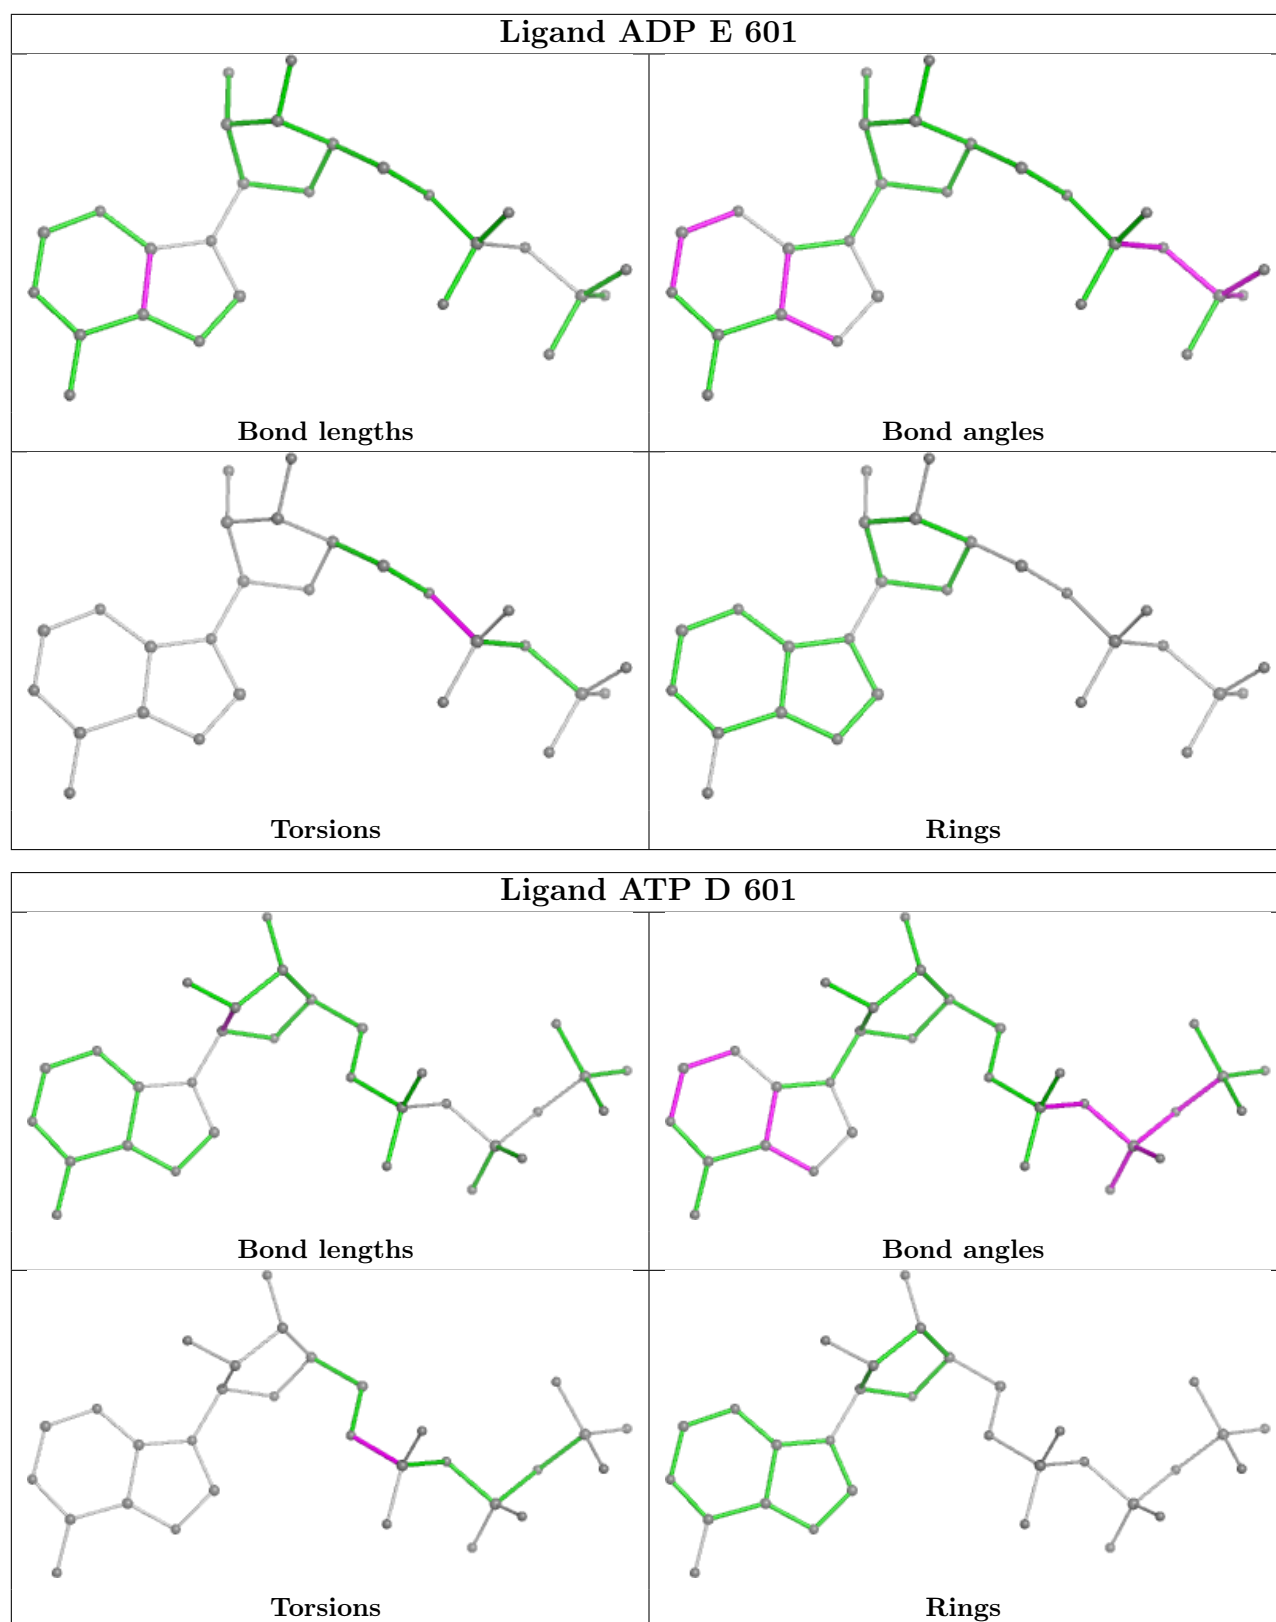 Ligand ADP E 601
Bond lengths
Bond angles
Torsions
Rings
Ligand ATP D 601
Bond lengths
Bond angles
Torsions
Rings